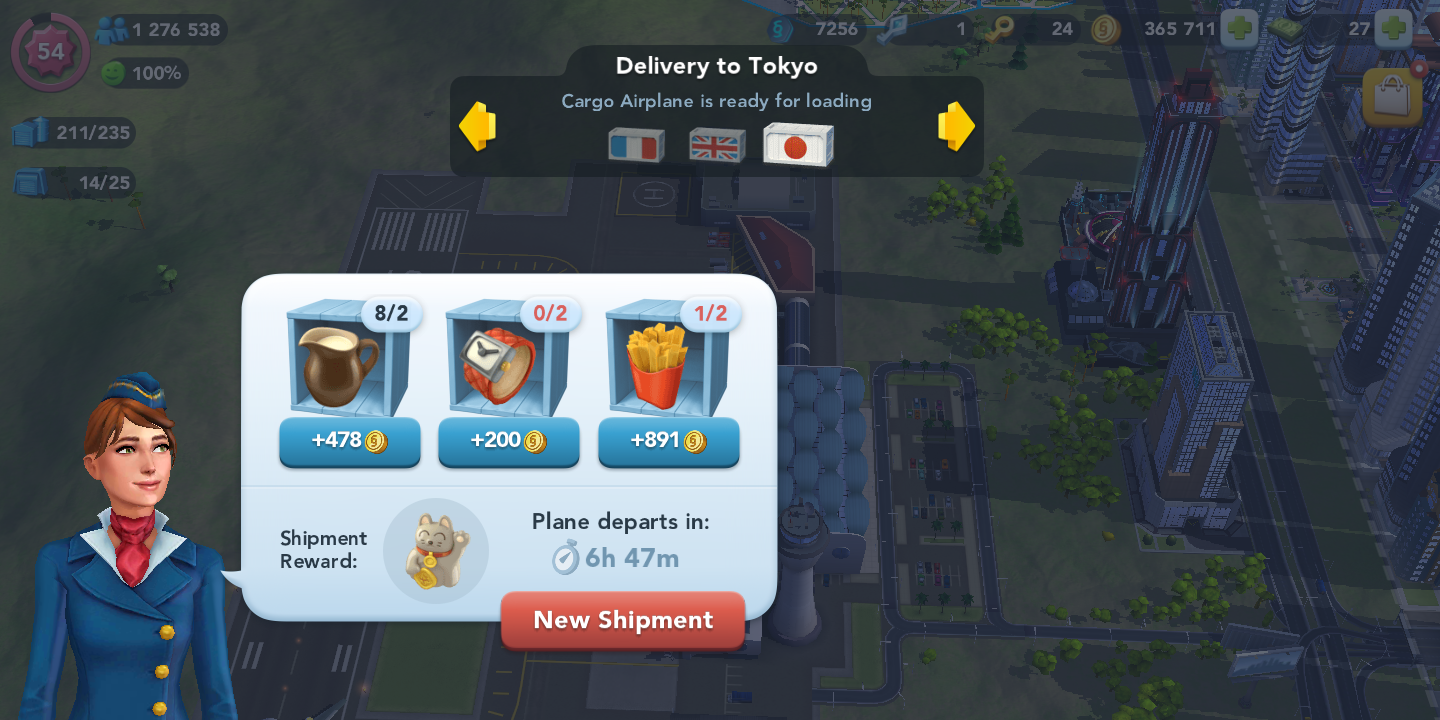 54
1 276 538
100%
211/235
14/25
7256
1
24
365 711
27
Delivery to Tokyo
Cargo Airplane is ready for loading
8/2
0/2
1/2
+478
+200
+891
Shipment
Reward:
Plane departs in:
6h 47m
New Shipment